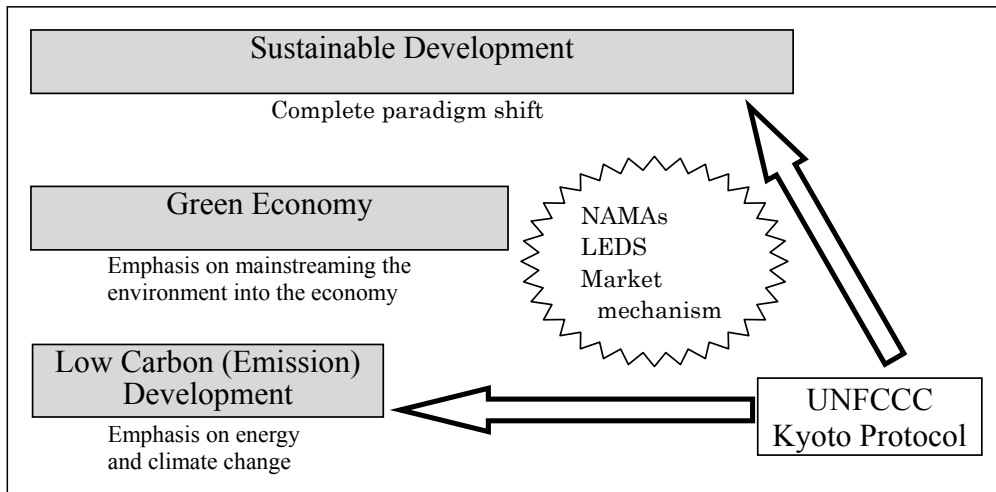 Sustainable Development
Complete paradigm shift
Green Economy
Emphasis on mainstreaming the
environment into the economy
NAMAs
LEDS
Market
mechanism
Low Carbon (Emission)
Development
Emphasis on energy
and climate change
UNFCCC
Kyoto Protocol